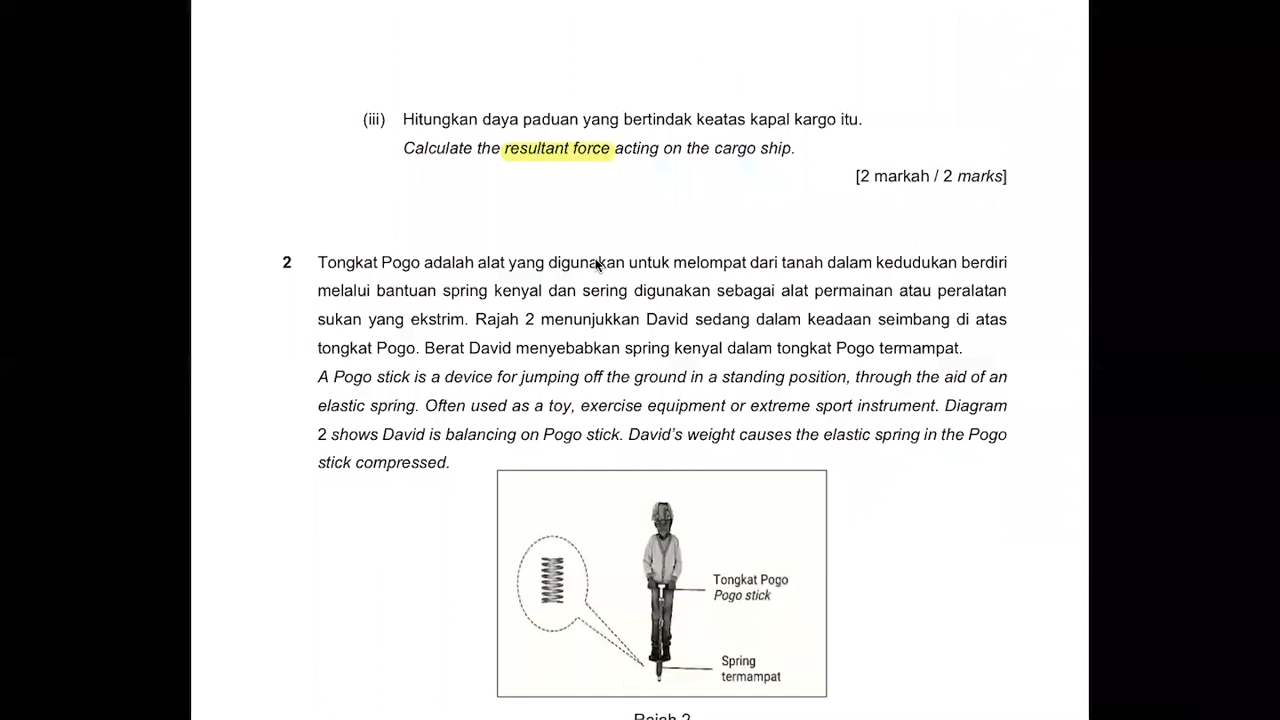 (iii) Hitungkan daya paduan yang bertindak keatas kapal kargo itu.
Calculate the resultant force acting on the cargo ship.
[2 markah / 2 marks]
2 Tongkat Pogo adalah alat yang digunakan untuk melompat dari tanah dalam kedudukan berdiri
melalui bantuan spring kenyal dan sering digunakan sebagai alat permainan atau peralatan
sukan yang ekstrim. Rajah 2 menunjukkan David sedang dalam keadaan seimbang di atas
tongkat Pogo. Berat David menyebabkan spring kenyal dalam tongkat Pogo termampat.
A Pogo stick is a device for jumping off the ground in a standing position, through the aid of an
elastic spring. Often used as a toy, exercise equipment or extreme sport instrument. Diagram
2 shows David is balancing on Pogo stick. David's weight causes the elastic spring in the Pogo
stick compressed.
Tongkat Pogo
Pogo stick
Spring
termampat
Rajah 2